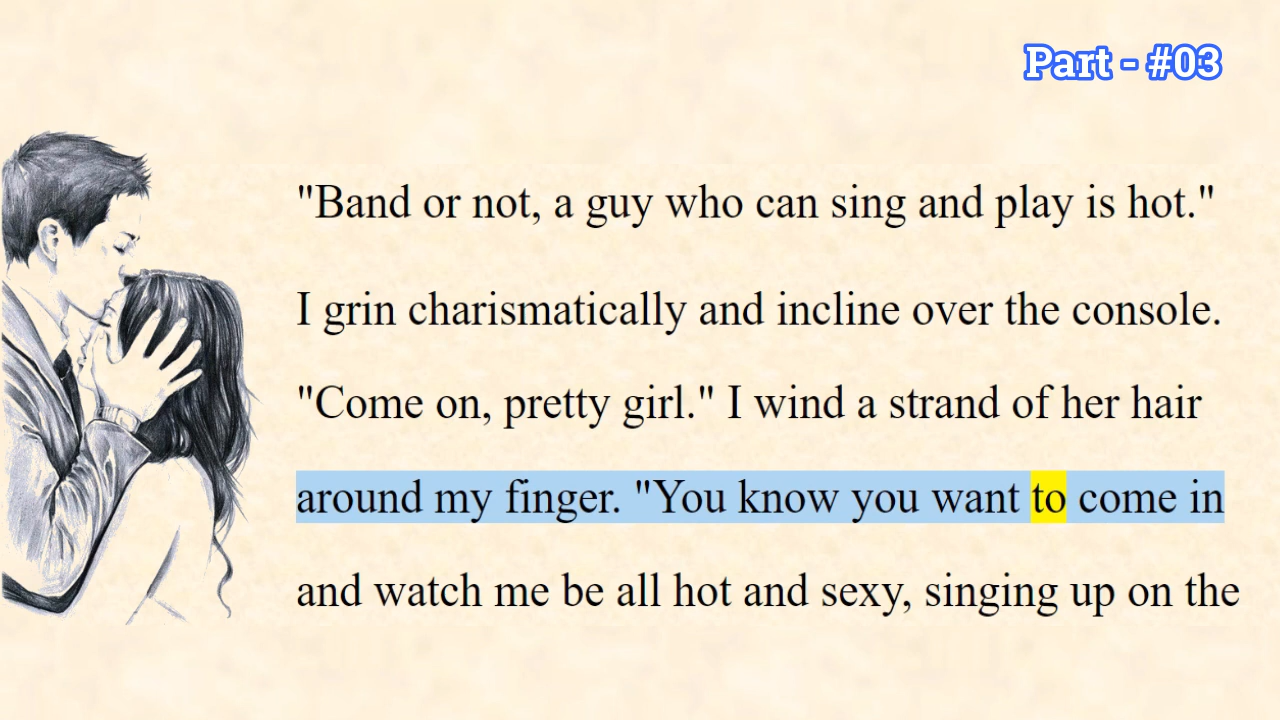 Part - #03
"Band or not, a guy who can sing and play is hot."
I grin charismatically and incline over the console.
"Come on, pretty girl." I wind a strand of her hair
around my finger. "You know you want to come in
and watch me be all hot and sexy, singing up on the